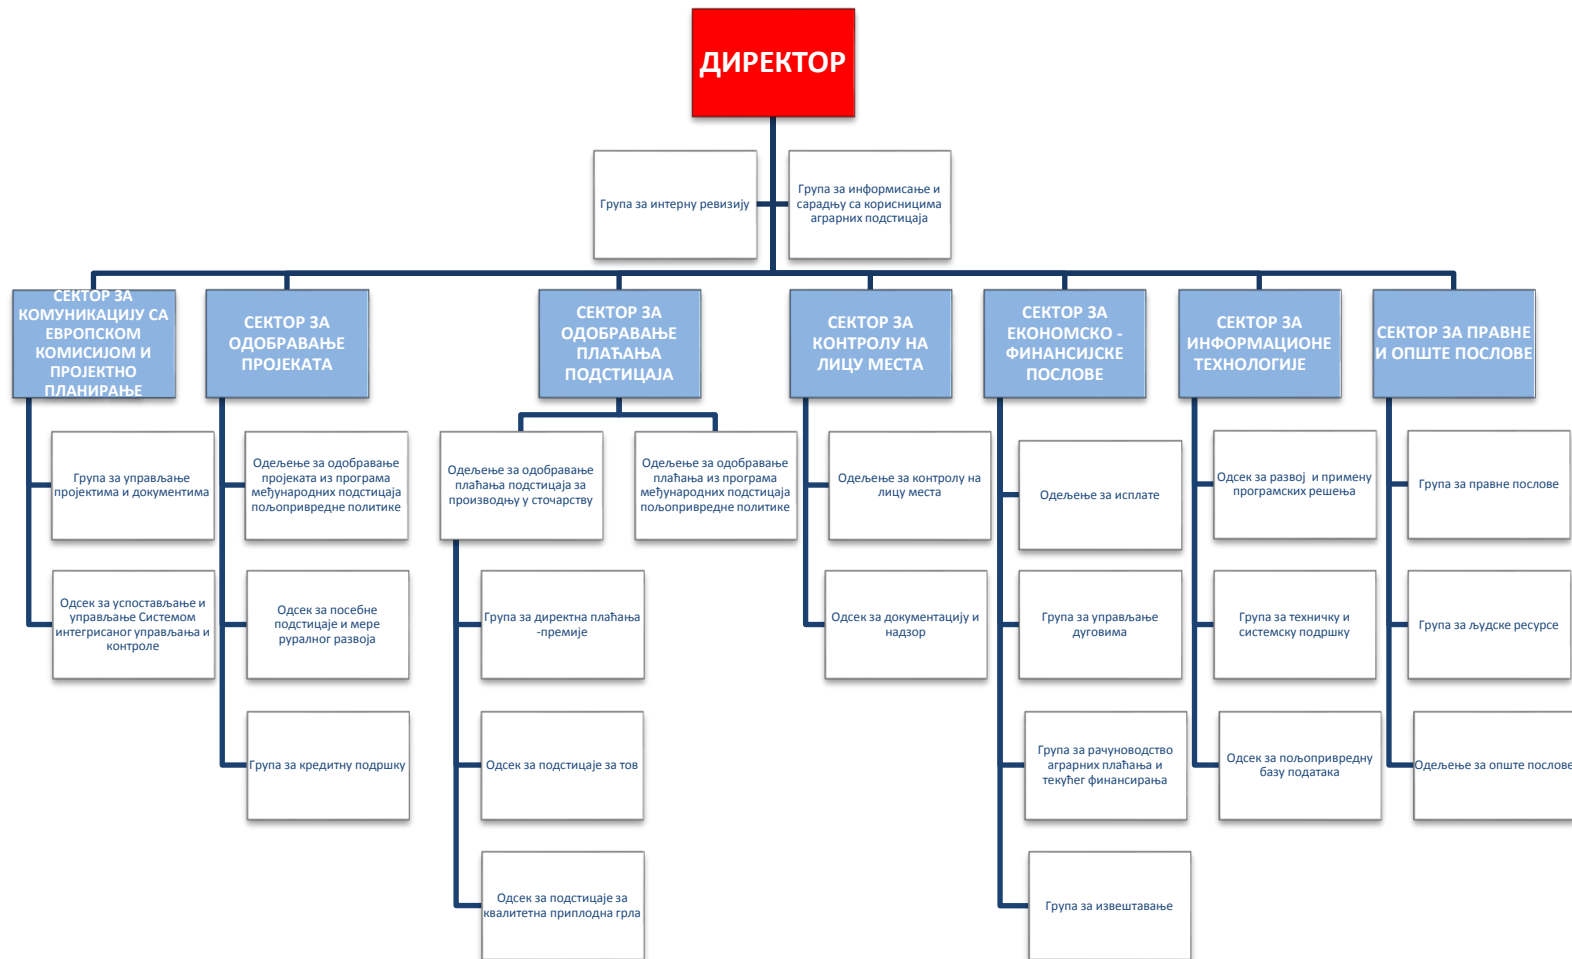 ДИРЕКТОР
Група за интерну ревизију
Група за информисање и
сарадњу са корисницима
аграрних подстицаја
СЕКТОР ЗА
КОМУНИКАЦИЈУ СА
ЕВРОПСКОМ
КОМИСИЈОМ И
ПРОЈЕКТНО
ПЛАНИРАЊЕ
СЕКТОР ЗА
ОДОБРАВАЊЕ
ПРОЈЕКАТА
СЕКТОР ЗА
ОДОБРАВАЊЕ
ПЛАЋАЊА
ПОДСТИЦАЈА
СЕКТОР ЗА
КОНТРОЛУ НА
ЛИЦУ МЕСТА
СЕКТОР ЗА
ЕКОНОМСКО -
ФИНАНСИЈСКЕ
ПОСЛОВЕ
СЕКТОР ЗА
ИНФОРМАЦИОНЕ
ТЕХНОЛОГИЈЕ
СЕКТОР ЗА ПРАВНЕ
И ОПШТЕ ПОСЛОВЕ
Група за управљање
пројектима и документима
Одсек за успостављање и
управљање Системом
интегрисаног управљања и
контроле
Одељење за одобравање
пројеката из програма
међународних подстицаја
пољопривредне политике
Одсек за посебне
подстицаје и мере
руралног развоја
Група за кредитну подршку
Одељење за одобравање
плаћања подстицаја за
производњу у сточарству
Група за директна плаћања
-премије
Одсек за подстицаје за тов
Одсек за подстицаје за
квалитетна приплодна грла
Одељење за одобравање
плаћања из програма
међународних подстицаја
пољопривредне политике
Одељење за контролу на
лицу места
Одсек за документацију и
надзор
Одељење за исплате
Група за управљање
дуговима
Група за рачуноводство
аграрних плаћања и
текућег финансирања
Група за извештавање
Одсек за развој  и примену
програмских решења
Група за техничку и
системску подршку
Одсек за пољопривредну
базу података
Група за правне послове
Група за људске ресурсе
Одељење за опште послове